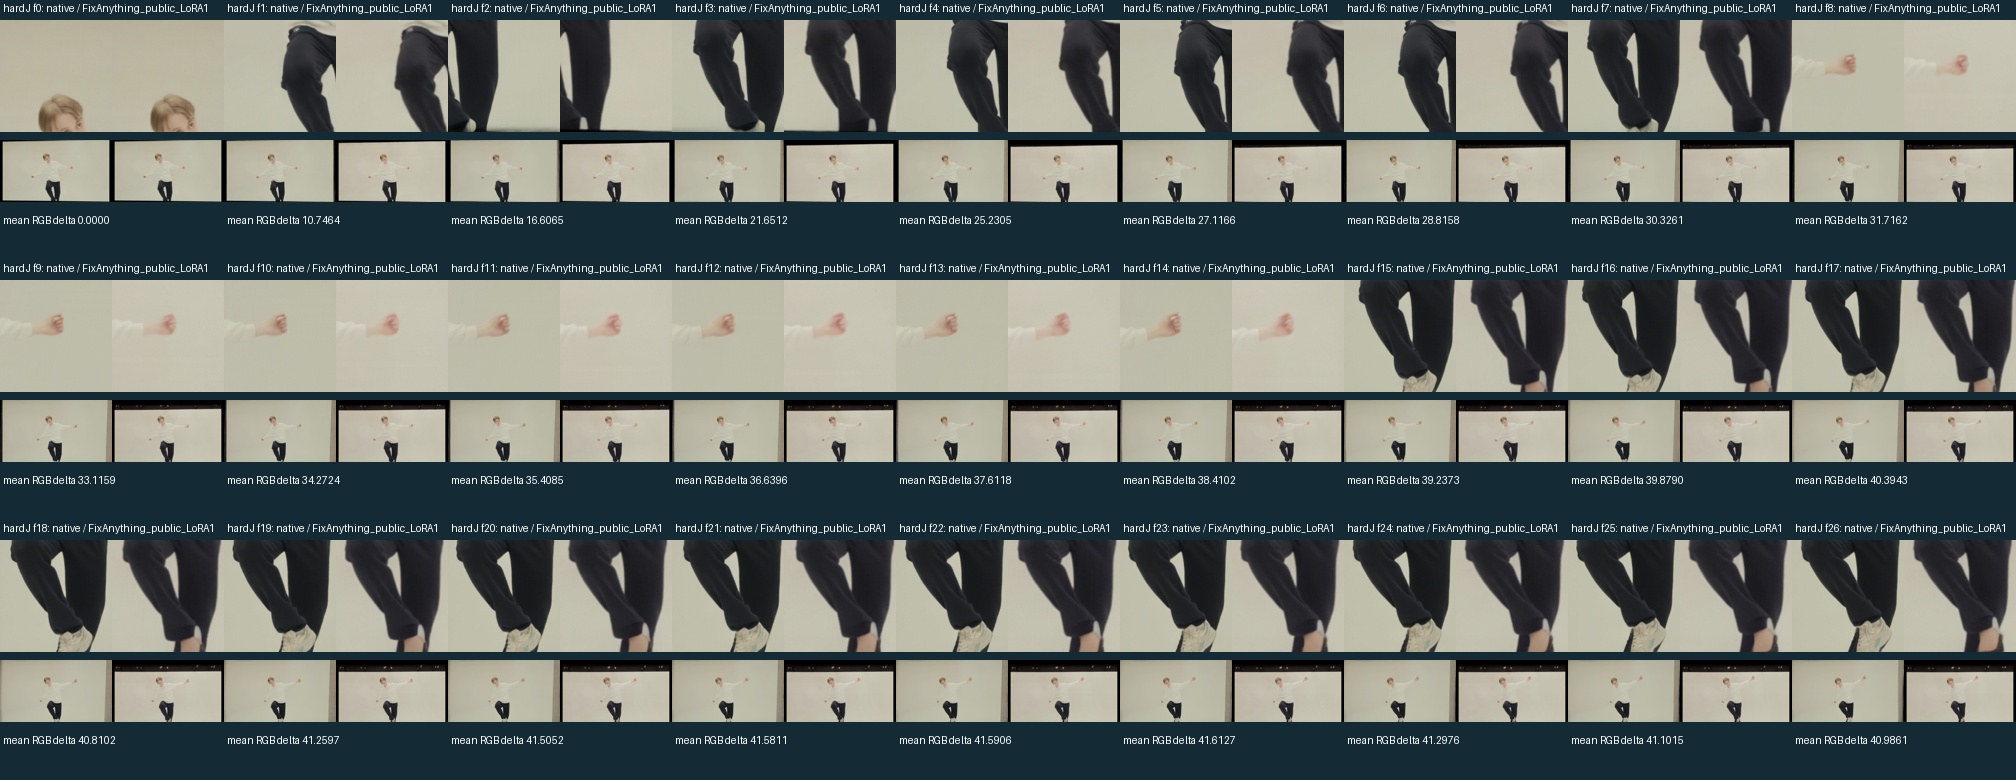 hardJ f0: native / FixAnything_public_LoRA1 hardJ f1: native / FixAnything_public_LoRA1 hardJ f2: native / FixAnything_public_LoRA1 hardJ f3: native / FixAnything_public_LoRA1 hardJ f4: native / FixAnything_public_LoRA1 hardJ f5: native / FixAnything_public_LoRA1 hardJ f6: native / FixAnything_public_LoRA1 hardJ f7: native / FixAnything_public_LoRA1 hardJ f8: native / FixAnything_public_LoRA1
mean RGBdelta 0.0000 mean RGBdelta 10.7464 mean RGBdelta 16.6065 mean RGBdelta 21.6512 mean RGBdelta 25.2305 mean RGBdelta 27.1166 mean RGBdelta 28.8158 mean RGBdelta 30.3261 mean RGBdelta 31.7162
hardJ f9: native / FixAnything_public_LoRA1 hardJ f10: native / FixAnything_public_LoRA1 hardJ f11: native / FixAnything_public_LoRA1 hardJ f12: native / FixAnything_public_LoRA1 hardJ f13: native / FixAnything_public_LoRA1 hardJ f14: native / FixAnything_public_LoRA1 hardJ f15: native / FixAnything_public_LoRA1 hardJ f16: native / FixAnything_public_LoRA1 hardJ f17: native / FixAnything_public_LoRA1
mean RGBdelta 33.1159 mean RGBdelta 34.2724 mean RGBdelta 35.4085 mean RGBdelta 36.6396 mean RGBdelta 37.6118 mean RGBdelta 38.4102 mean RGBdelta 39.2373 mean RGBdelta 39.8790 mean RGBdelta 40.3943
hardJ f18: native / FixAnything_public_LoRA1 hardJ f19: native / FixAnything_public_LoRA1 hardJ f20: native / FixAnything_public_LoRA1 hardJ f21: native / FixAnything_public_LoRA1 hardJ f22: native / FixAnything_public_LoRA1 hardJ f23: native / FixAnything_public_LoRA1 hardJ f24: native / FixAnything_public_LoRA1 hardJ f25: native / FixAnything_public_LoRA1 hardJ f26: native / FixAnything_public_LoRA1
mean RGBdelta 40.8102 mean RGBdelta 41.2597 mean RGBdelta 41.5052 mean RGBdelta 41.5811 mean RGBdelta 41.5906 mean RGBdelta 41.6127 mean RGBdelta 41.2976 mean RGBdelta 41.1015 mean RGBdelta 40.9861